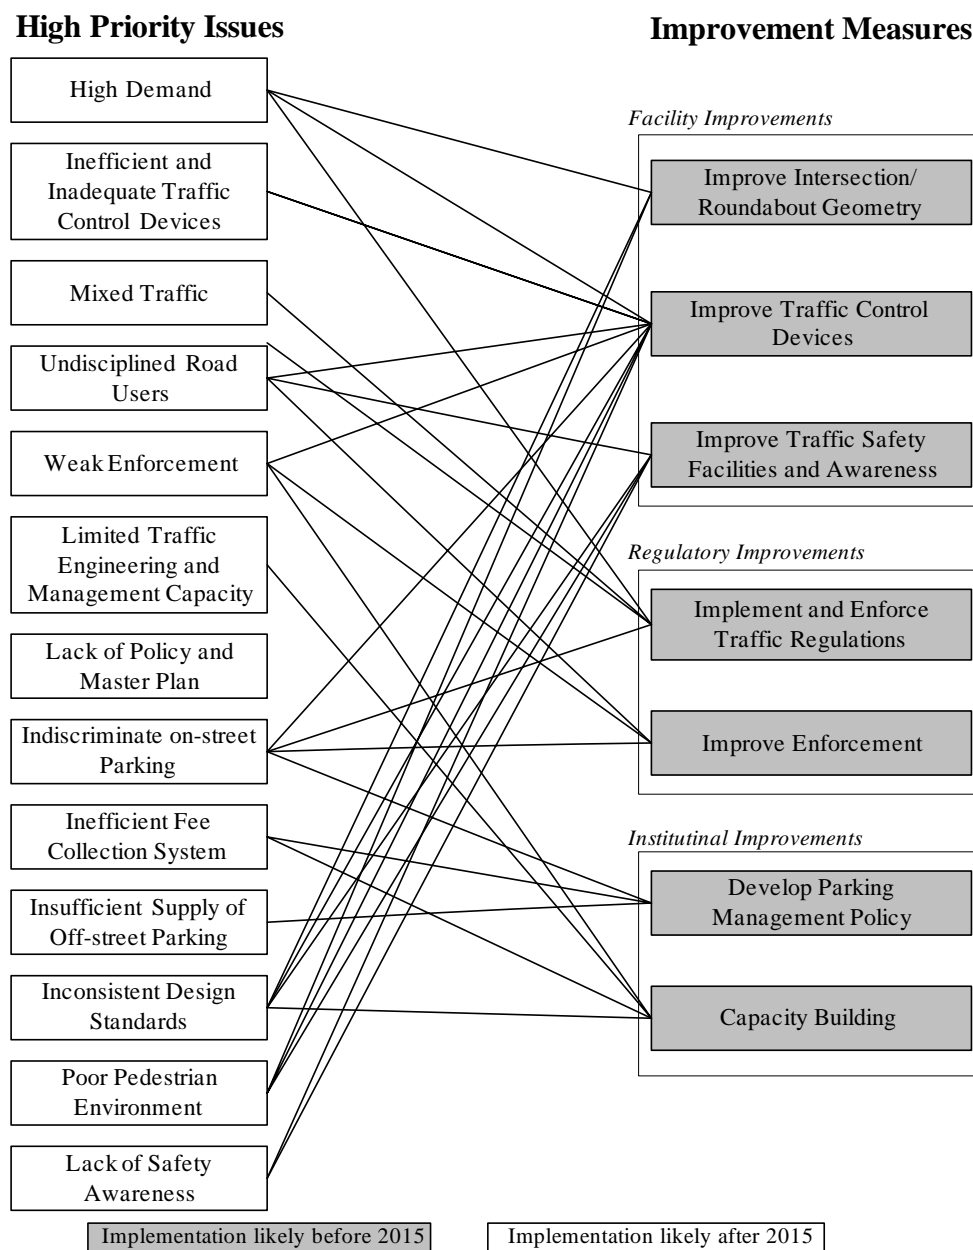 High Priority Issues
Improvement Measures
High Demand
Inefficient and
Inadequate Traffic
Control Devices
Mixed Traffic
Undisciplined Road
Users
Weak Enforcement
Limited Traffic
Engineering and
Management Capacity
Lack of Policy and
Master Plan
Indiscriminate on-street
Parking
Inefficient Fee
Collection System
Insufficient Supply of
Off-street Parking
Inconsistent Design
Standards
Poor Pedestrian
Environment
Lack of Safety
Awareness
Facility Improvements
Improve Intersection/
Roundabout Geometry
Improve Traffic Control
Devices
Improve Traffic Safety
Facilities and Awareness
Regulatory Improvements
Implement and Enforce
Traffic Regulations
Improve Enforcement
Institutinal Improvements
Develop Parking
Management Policy
Capacity Building
Implementation likely before 2015
Implementation likely after 2015